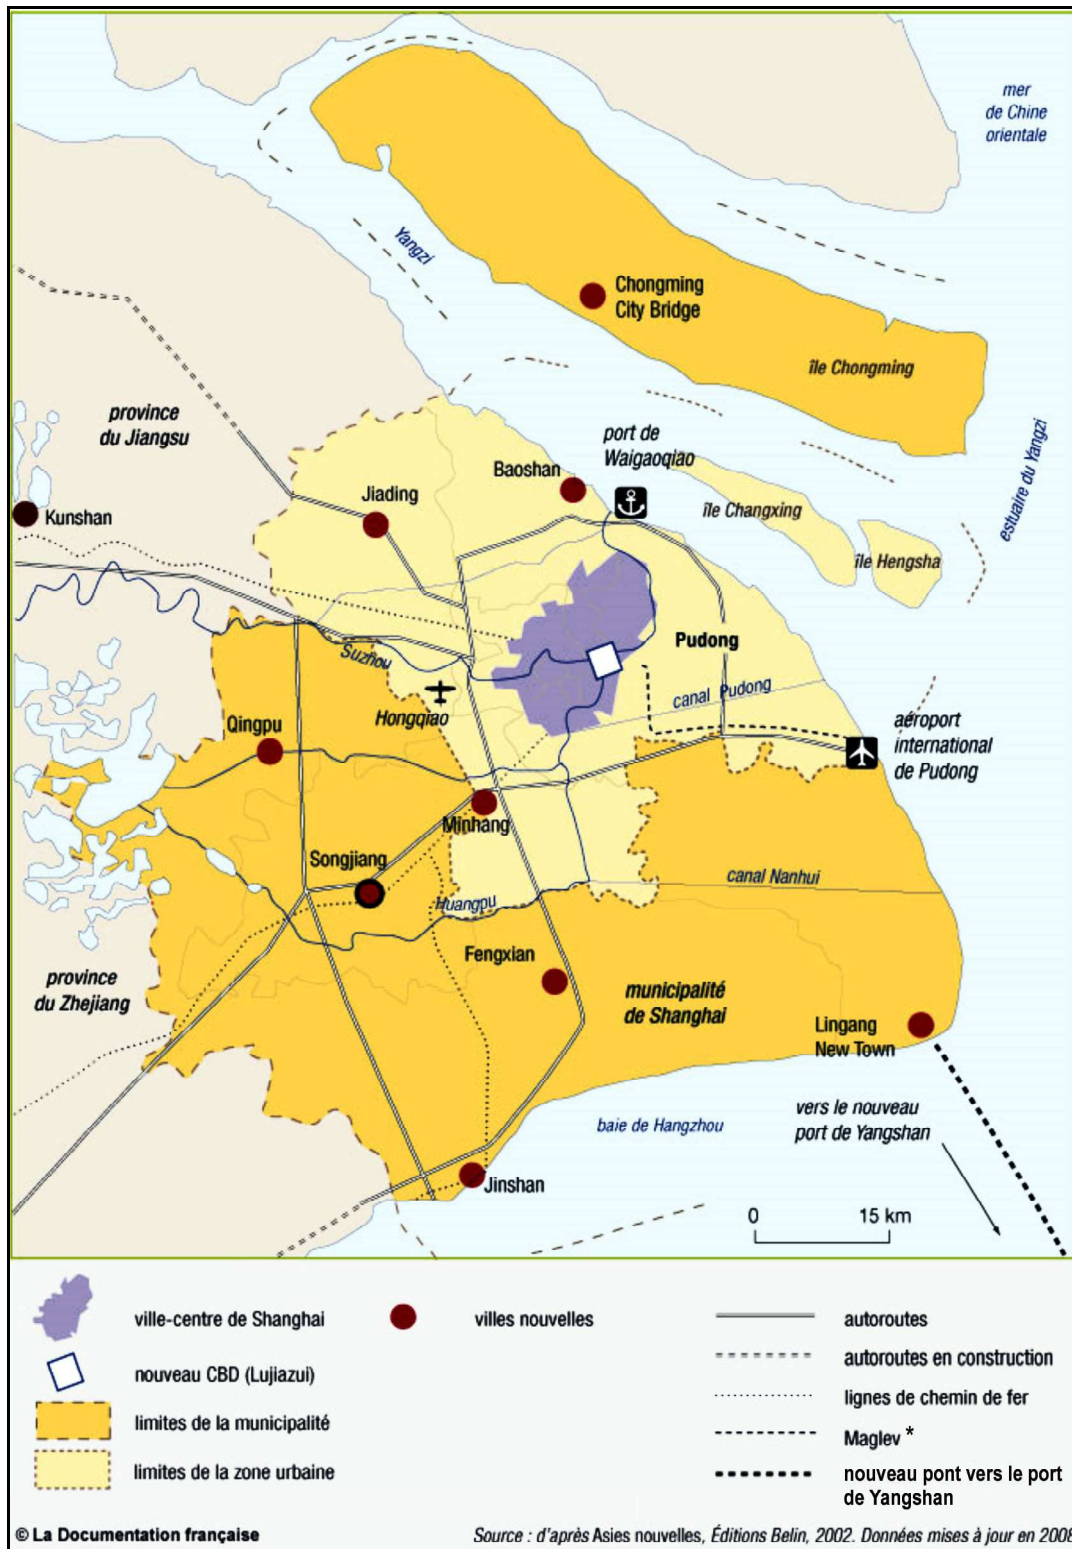 mer
de Chine
orientale
Yangzi
Chongming
City Bridge
île Chongming
province
du Jiangsu
port de
Waigaoqiao
estuaire du Yangzi
Baoshan
Jiading
île Changxing
Kunshan
île Hengsha
Pudong
Suzhou
canal Pudong
Hongqiao
Qingpu
aéroport
international
de Pudong
Minhang
Songjiang
canal Nanhui
Huangpu
Fengxian
province
du Zhejiang
municipalité
de Shanghai
Lingang
New Town
vers le nouveau
port de Yangshan
baie de Hangzhou
Jinshan
0 15 km
ville-centre de Shanghai
villes nouvelles
autoroutes
nouveau CBD (Lujiazui)
autoroutes en construction
limites de la municipalité
lignes de chemin de fer
Maglev *
limites de la zone urbaine
nouveau pont vers le port
de Yangshan
© La Documentation française
Source : d'après Asies nouvelles, Éditions Belin, 2002. Données mises à jour en 2008